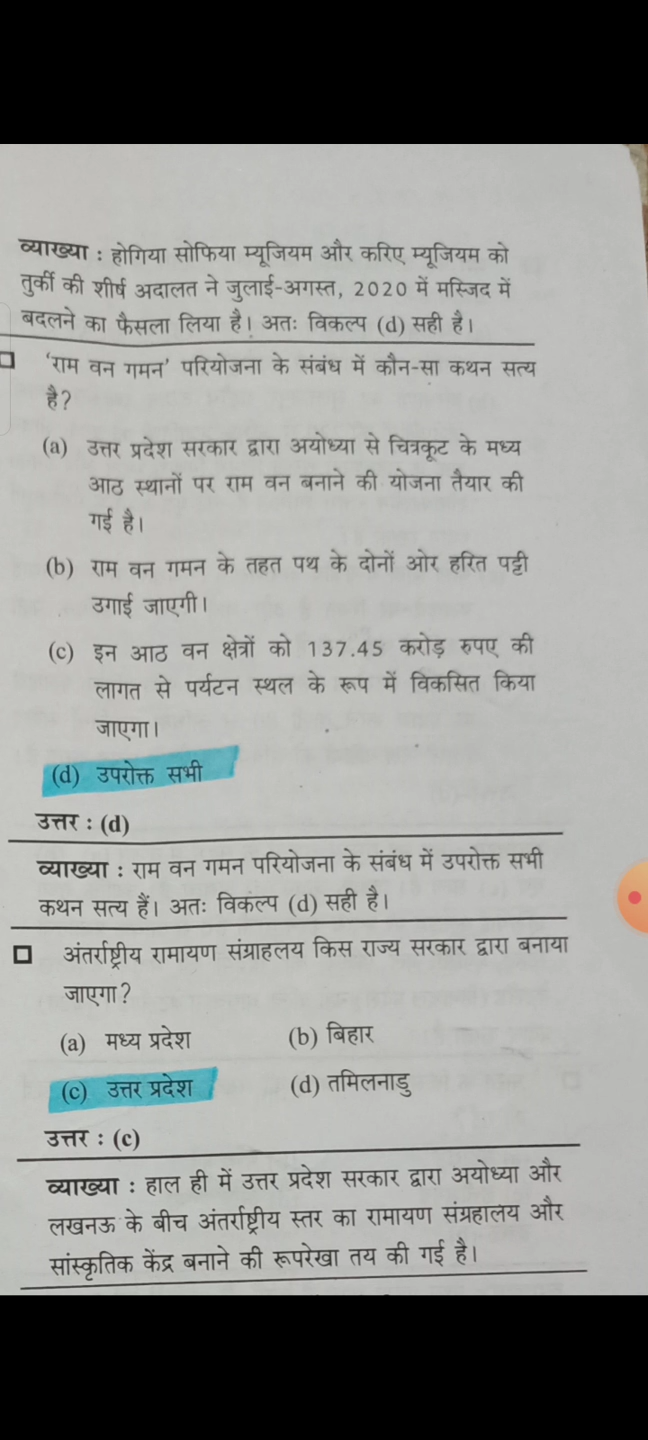 व्याख्या : होगिया सोफिया म्यूजियम और करिए म्यूजियम को
तुर्की की शीर्ष अदालत ने जुलाई-अगस्त, 2020 में मस्जिद में
बदलने का फैसला लिया है। अतः विकल्प (d) सही है।
'राम वन गमन' परियोजना के संबंध में कौन-सा कथन सत्य
है?
(a) उत्तर प्रदेश सरकार द्वारा अयोध्या से चित्रकूट के मध्य
आठ स्थानों पर राम वन बनाने की योजना तैयार की
गई है।
(b) राम वन गमन के तहत पथ के दोनों ओर हरित पट्टी
उगाई जाएगी।
(c) इन आठ वन क्षेत्रों को 137.45 करोड़ रुपए की
लागत से पर्यटन स्थल के रूप में विकसित किया
जाएगा।
(d) उपरोक्त सभी
उत्तर : (d)
व्याख्या : राम वन गमन परियोजना के संबंध में उपरोक्त सभी
कथन सत्य हैं। अतः विकल्प (d) सही है।
अंतर्राष्ट्रीय रामायण संग्राहलय किस राज्य सरकार द्वारा बनाया
जाएगा?
(a) मध्य प्रदेश (b) बिहार
(c) उत्तर प्रदेश (d) तमिलनाडु
उत्तर : (c)
व्याख्या : हाल ही में उत्तर प्रदेश सरकार द्वारा अयोध्या और
लखनऊ के बीच अंतर्राष्ट्रीय स्तर का रामायण संग्रहालय और
सांस्कृतिक केंद्र बनाने की रूपरेखा तय की गई है।